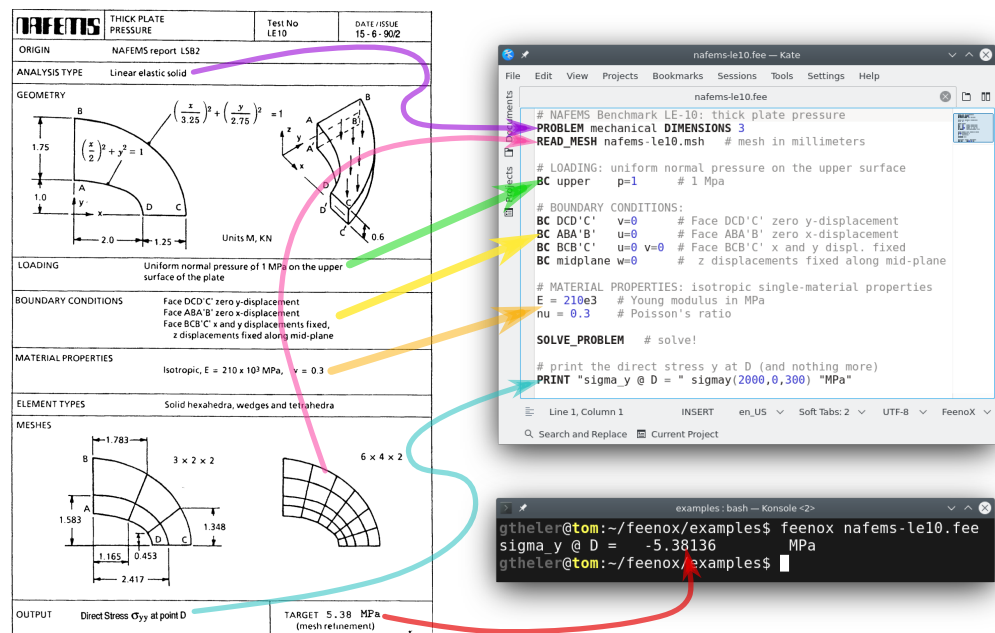 NAFEMS
THICK PLATE
PRESSURE
Test No
LE10
DATE / ISSUE
15 - 6 - 90/2
ORIGIN
NAFEMS report LSB2
ANALYSIS TYPE
Linear elastic solid
GEOMETRY
B
(x/3.25)² + (y/2.75)² = 1
(x/2)² + y² = 1
1.75
1.0
A
y
x
D
C
2.0
1.25
Units M, KN
z
y
x
B
A
B'
A'
D
D'
C
C'
0.6
LOADING
Uniform normal pressure of 1 MPa on the upper
surface of the plate
BOUNDARY CONDITIONS
Face DCD'C' zero y-displacement
Face ABA'B' zero x-displacement
Face BCB'C' x and y displacements fixed,
z displacements fixed along mid-plane
MATERIAL PROPERTIES
Isotropic, E = 210 x 10³ MPa, ν = 0.3
ELEMENT TYPES
Solid hexahedra, wedges and tetrahedra
MESHES
1.783
B
3 × 2 × 2
6 × 4 × 2
A
1.583
D
C
1.348
1.165
0.453
2.417
OUTPUT
Direct Stress σyy at point D
TARGET 5.38 MPa
(mesh refinement)
nafems-le10.fee — Kate
File Edit View Projects Bookmarks Sessions Tools Settings Help
nafems-le10.fee
Documents
Projects
# NAFEMS Benchmark LE-10: thick plate pressure
PROBLEM mechanical DIMENSIONS 3
READ_MESH nafems-le10.msh # mesh in millimeters
# LOADING: uniform normal pressure on the upper surface
BC upper p=1 # 1 Mpa
# BOUNDARY CONDITIONS:
BC DCD'C' v=0 # Face DCD'C' zero y-displacement
BC ABA'B' u=0 # Face ABA'B' zero x-displacement
BC BCB'C' u=0 v=0 # Face BCB'C' x and y displ. fixed
BC midplane w=0 # z displacements fixed along mid-plane
# MATERIAL PROPERTIES: isotropic single-material properties
E = 210e3 # Young modulus in MPa
nu = 0.3 # Poisson's ratio
SOLVE_PROBLEM # solve!
# print the direct stress y at D (and nothing more)
PRINT "sigma_y @ D = " sigmay(2000,0,300) "MPa"
Line 1, Column 1 INSERT en_US Soft Tabs: 2 UTF-8 FeenoX
Search and Replace Current Project
examples : bash — Konsole <2>
gtheler@tom:~/feenox/examples$ feenox nafems-le10.fee
sigma_y @ D = -5.38136 MPa
gtheler@tom:~/feenox/examples$